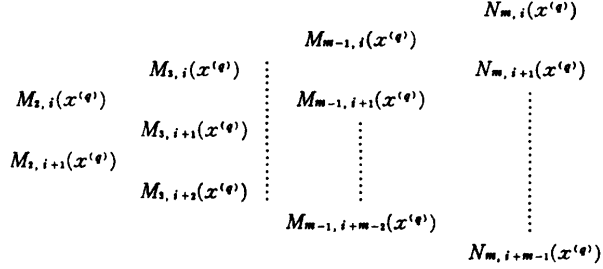 N_{m, i}(x^{(q)})
M_{m-1, i}(x^{(q)})
M_{3, i}(x^{(q)}) N_{m, i+1}(x^{(q)})
M_{2, i}(x^{(q)}) M_{m-1, i+1}(x^{(q)})
M_{3, i+1}(x^{(q)})
M_{2, i+1}(x^{(q)})
M_{3, i+2}(x^{(q)})
M_{m-1, i+m-2}(x^{(q)})
N_{m, i+m-1}(x^{(q)})